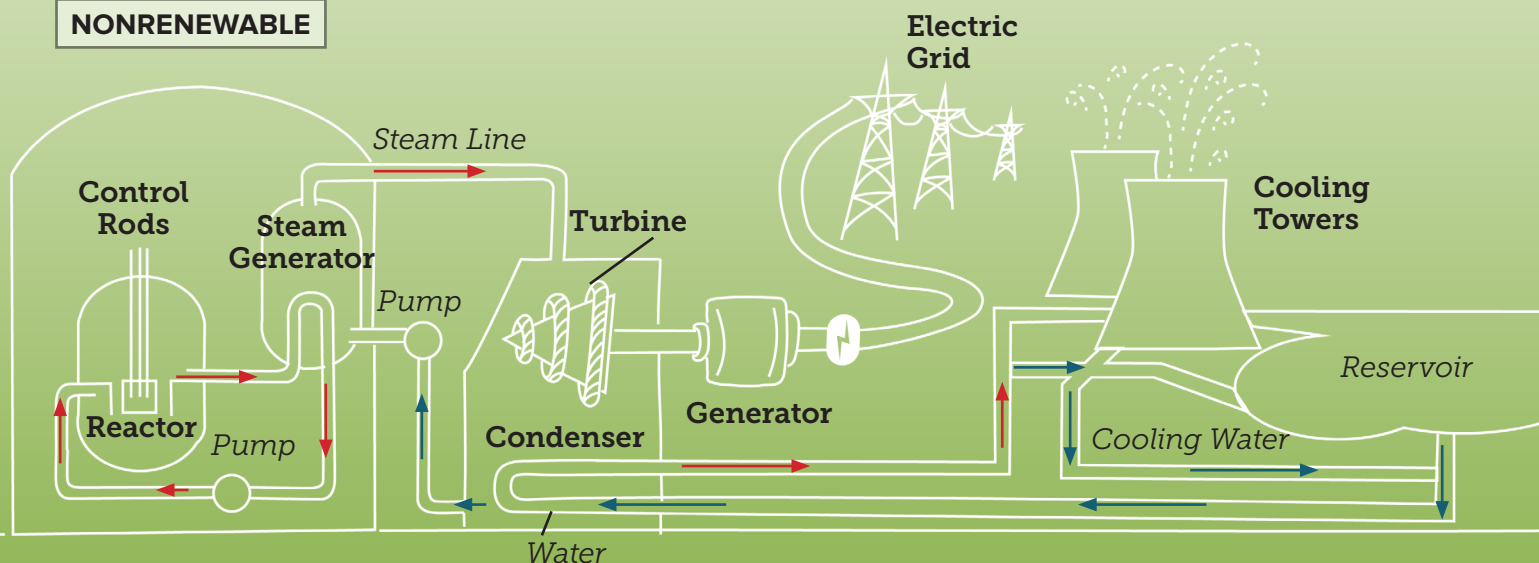 NONRENEWABLE
Electric
Grid
Steam Line
Control
Rods
Steam
Generator
Turbine
Cooling
Towers
Pump
Reservoir
Reactor
Pump
Generator
Condenser
Cooling Water
Water